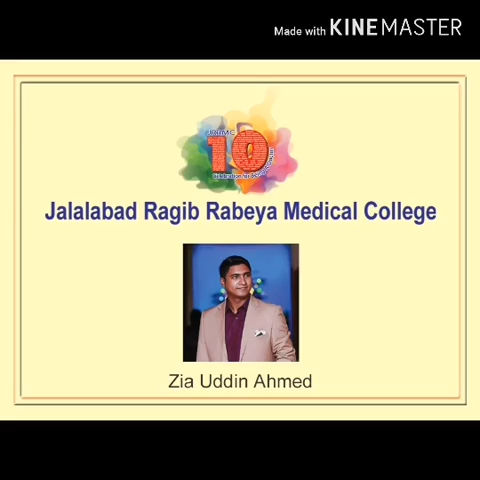 Made with KINEMASTER
JRRMC
10
Jalalabad Ragib Rabeya Medical College
Zia Uddin Ahmed